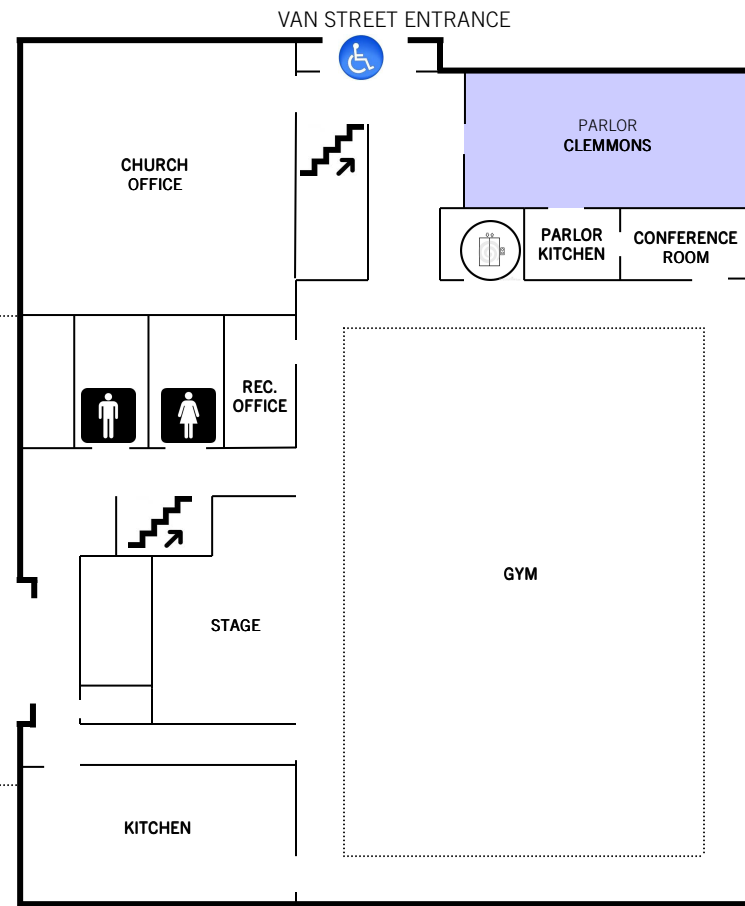 VAN STREET ENTRANCE
PARLOR
CLEMMONS
CHURCH
OFFICE
PARLOR
KITCHEN
CONFERENCE
ROOM
REC.
OFFICE
GYM
STAGE
KITCHEN